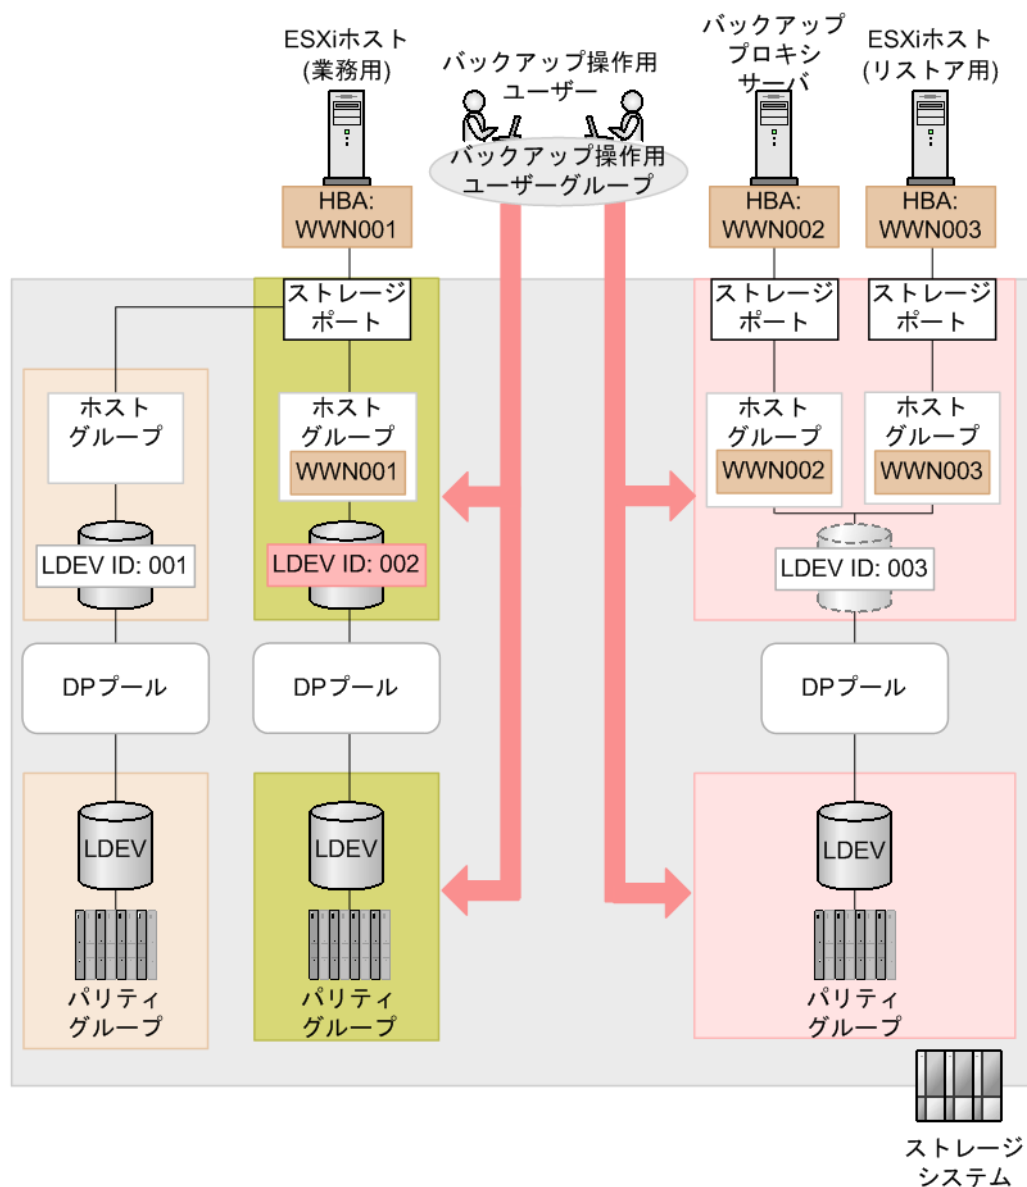 ESXiホスト
(業務用)
バックアップ操作用
ユーザー
バックアップ
プロキシ
サーバ
ESXiホスト
(リストア用)
バックアップ操作用
ユーザーグループ
HBA:
WWN001
HBA:
WWN002
HBA:
WWN003
ストレージ
ポート
ストレージ
ポート
ストレージ
ポート
ホスト
グループ
ホスト
グループ
WWN001
ホスト
グループ
WWN002
ホスト
グループ
WWN003
LDEV ID: 001
LDEV ID: 002
LDEV ID: 003
DPプール
DPプール
DPプール
LDEV
LDEV
LDEV
パリティ
グループ
パリティ
グループ
パリティ
グループ
ストレージ
システム